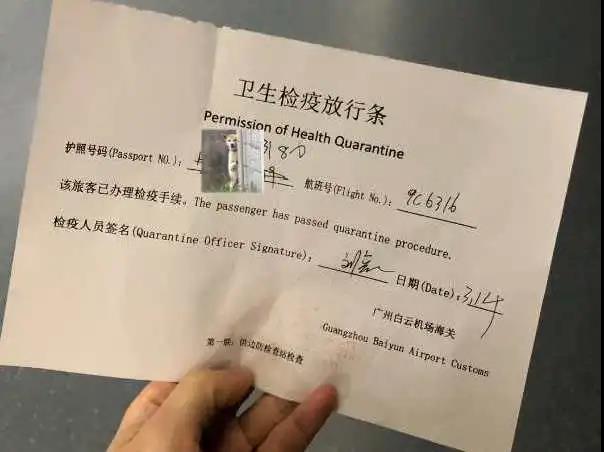 卫生检疫放行条
Permission of Health Quarantine
护照号码(Passport NO.): 3180 航班号(Flight No.): 9C6316
该旅客已办理检疫手续。The passenger has passed quarantine procedure.
检疫人员签名(Quarantine Officer Signature): 日期(Date): 3.14
广州白云机场海关
Guangzhou Baiyun Airport Customs
第一联: 供边防检查站检查